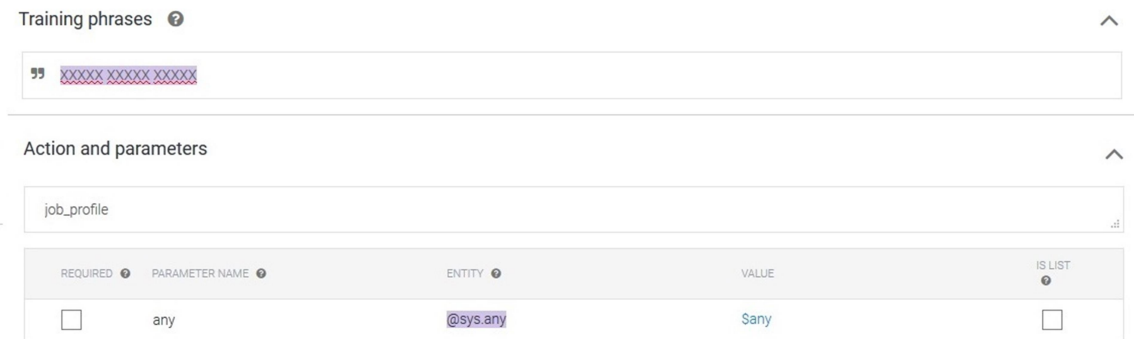 Training phrases ?
❞ XXXXX XXXXX XXXXX
Action and parameters
job_profile
REQUIRED ? PARAMETER NAME ? ENTITY ? VALUE IS LIST ?
any @sys.any $any